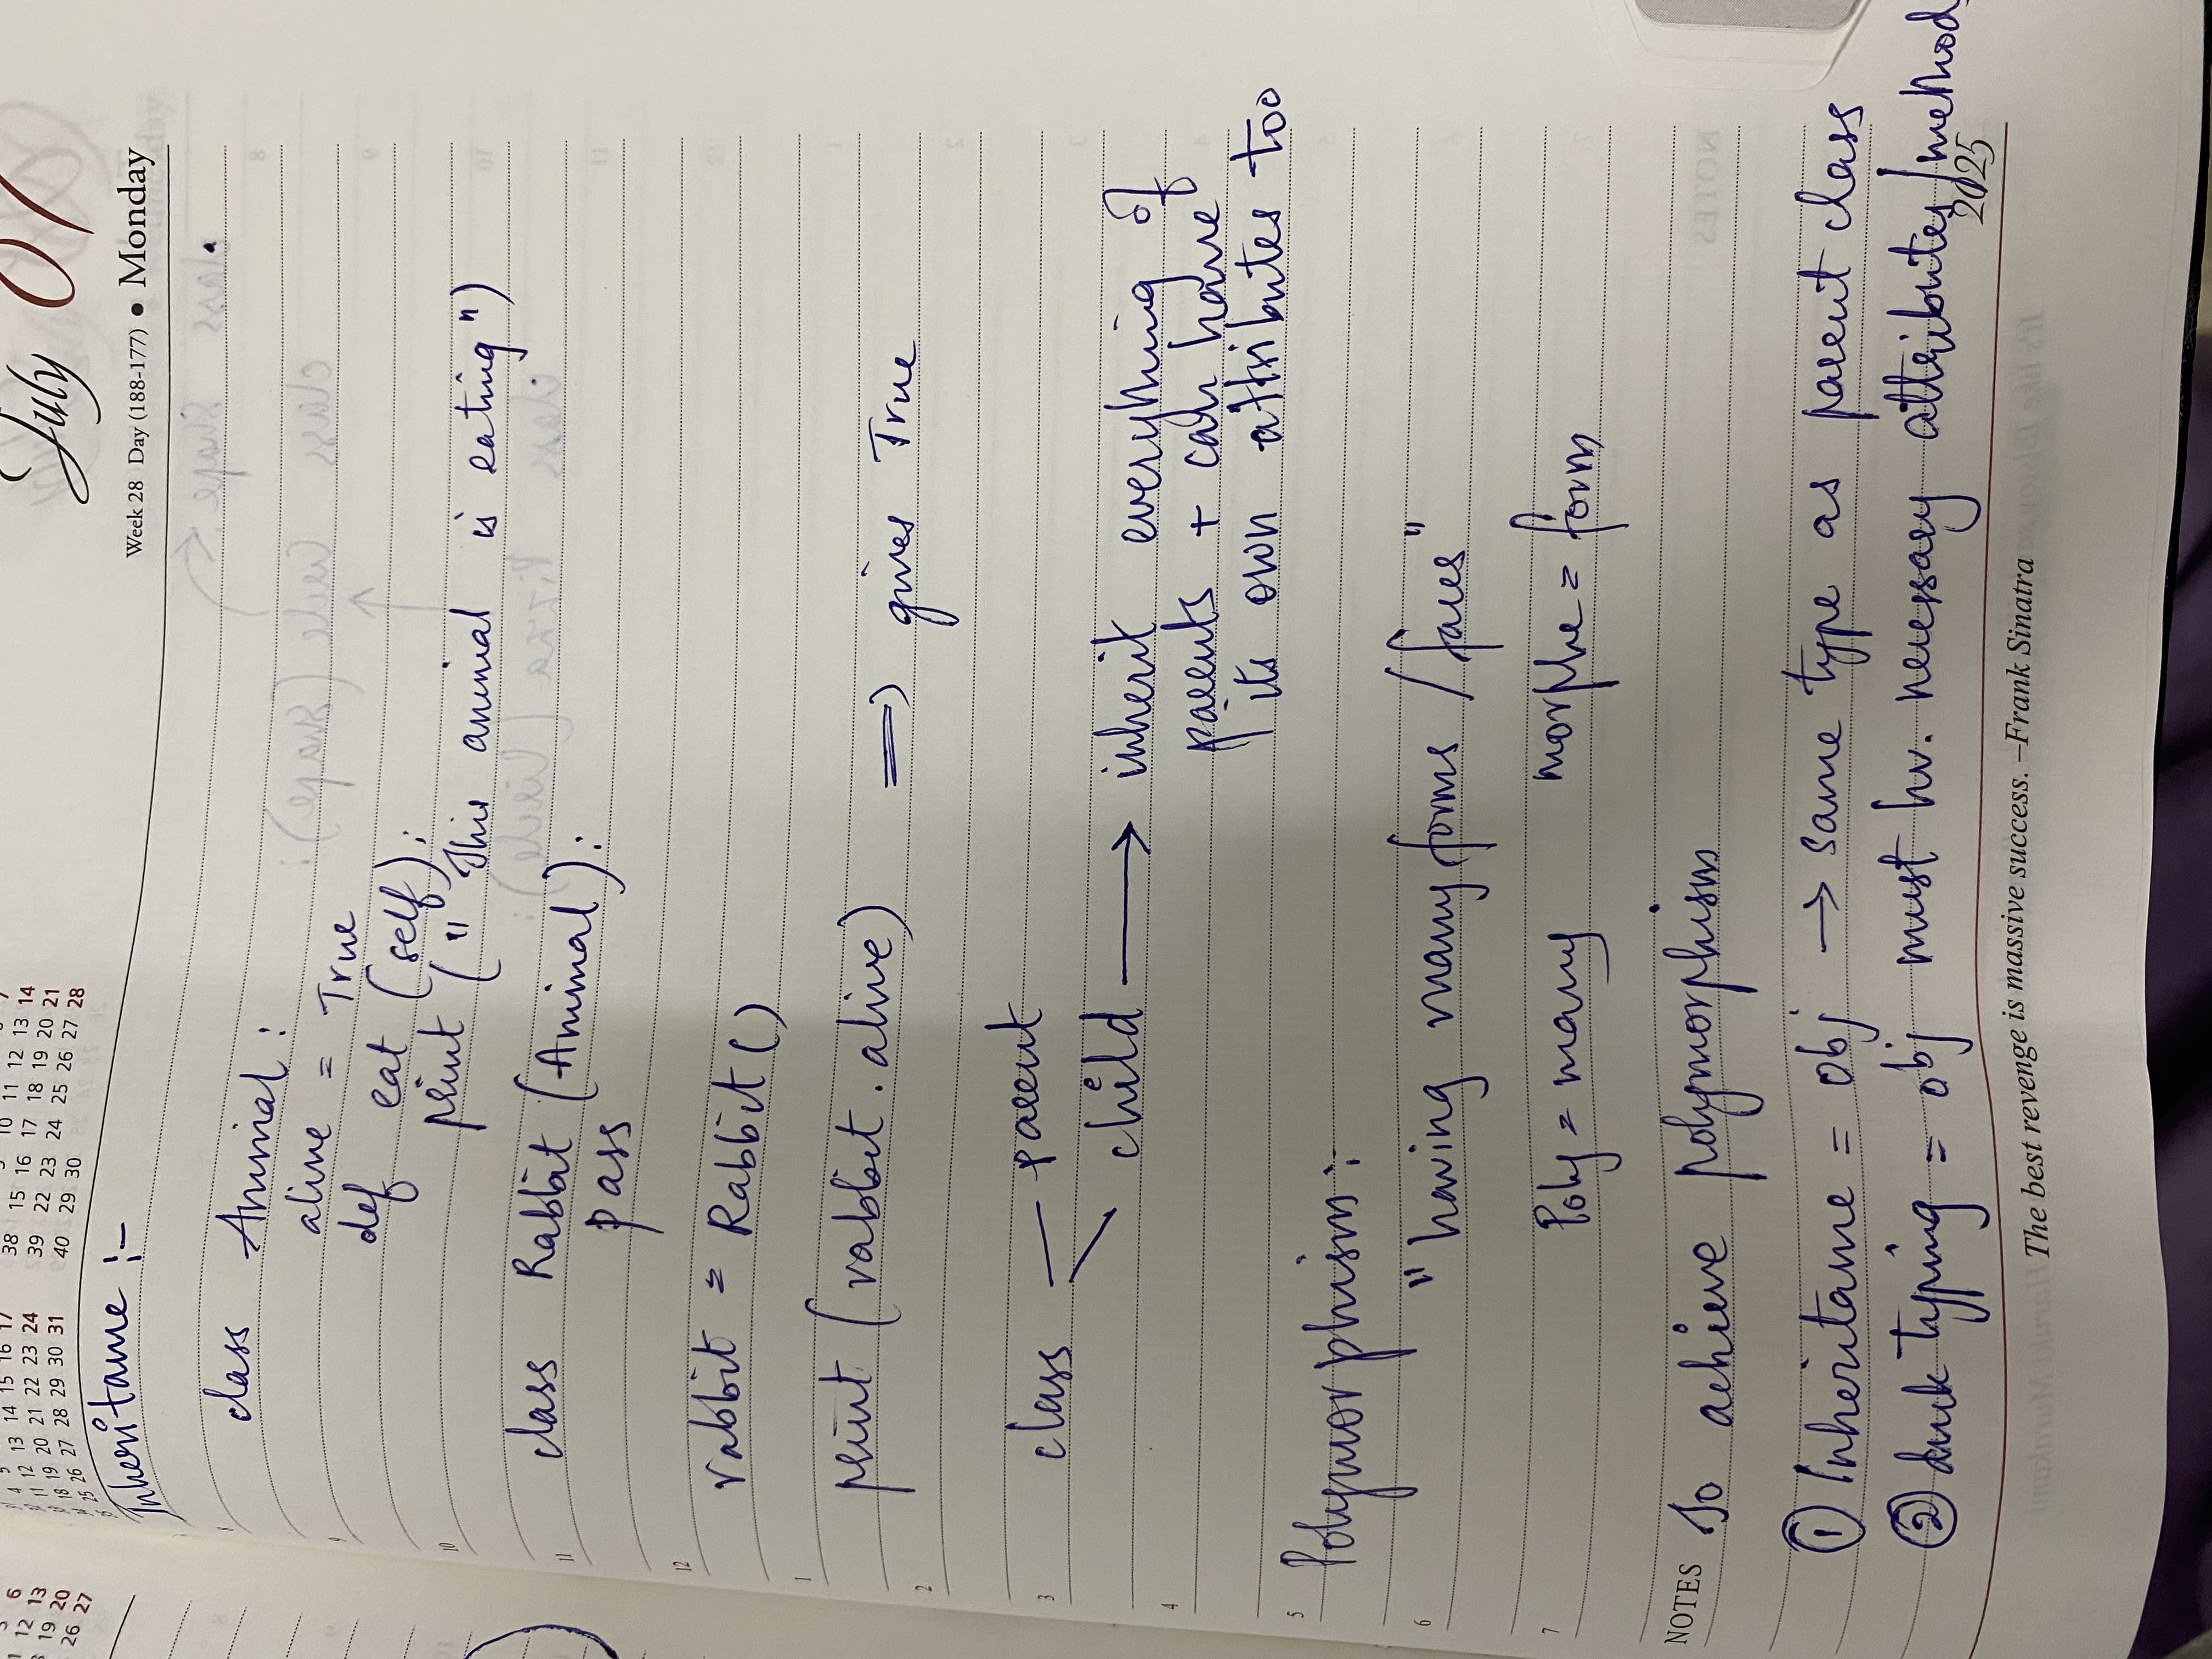 6
12 13
19 20
26 27
4 5 14 15 16 17
11 12 13 21 22 23 24
18 19 20 28 29 30 31
25 26 27
38 15 16 10 11 12 13 14
39 22 23 17 18 19 20 21
40 29 30 24 25 26 27 28
July 07
Week 28 Day (188-177) • Monday
Inheritance :-
class Animal :
alive = True
def eat (self):
print (" This animal is eating")
class Rabbit (Animal):
pass
rabbit = Rabbit()
print (rabbit . alive) => gives True
class — parent
child → inherit everything of
parents + can have
its own attributes too
Polymorphism:-
"having many forms / faces"
Poly = many morphe = form
NOTES To achieve polymorphism
① Inheritance = obj → same type as parent class
② duck typing = obj must hv. necessary attributes/methods
2025
The best revenge is massive success. –Frank Sinatra